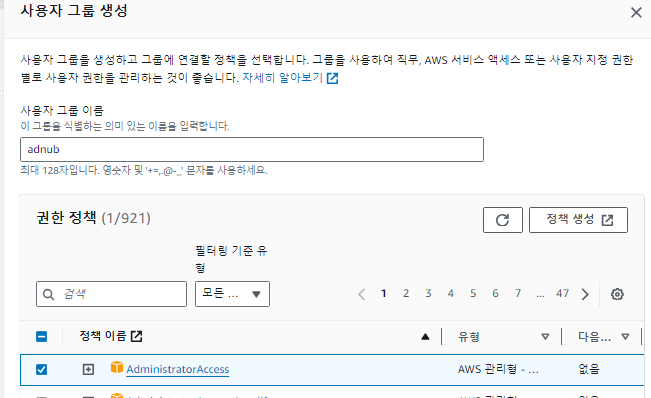 사용자 그룹 생성
사용자 그룹을 생성하고 그룹에 연결할 정책을 선택합니다. 그룹을 사용하여 직무, AWS 서비스 액세스 또는 사용자 지정 권한
별로 사용자 권한을 관리하는 것이 좋습니다. 자세히 알아보기
사용자 그룹 이름
이 그룹을 식별하는 의미 있는 이름을 입력합니다.
adnub
최대 128자입니다. 영숫자 및 '+=,.@-_' 문자를 사용하세요.
권한 정책 (1/921)
정책 생성
필터링 기준 유
형
검색
모든 ...
1 2 3 4 5 6 7 ... 47
정책 이름 유형 다음...
AdministratorAccess AWS 관리형 - ... 없음